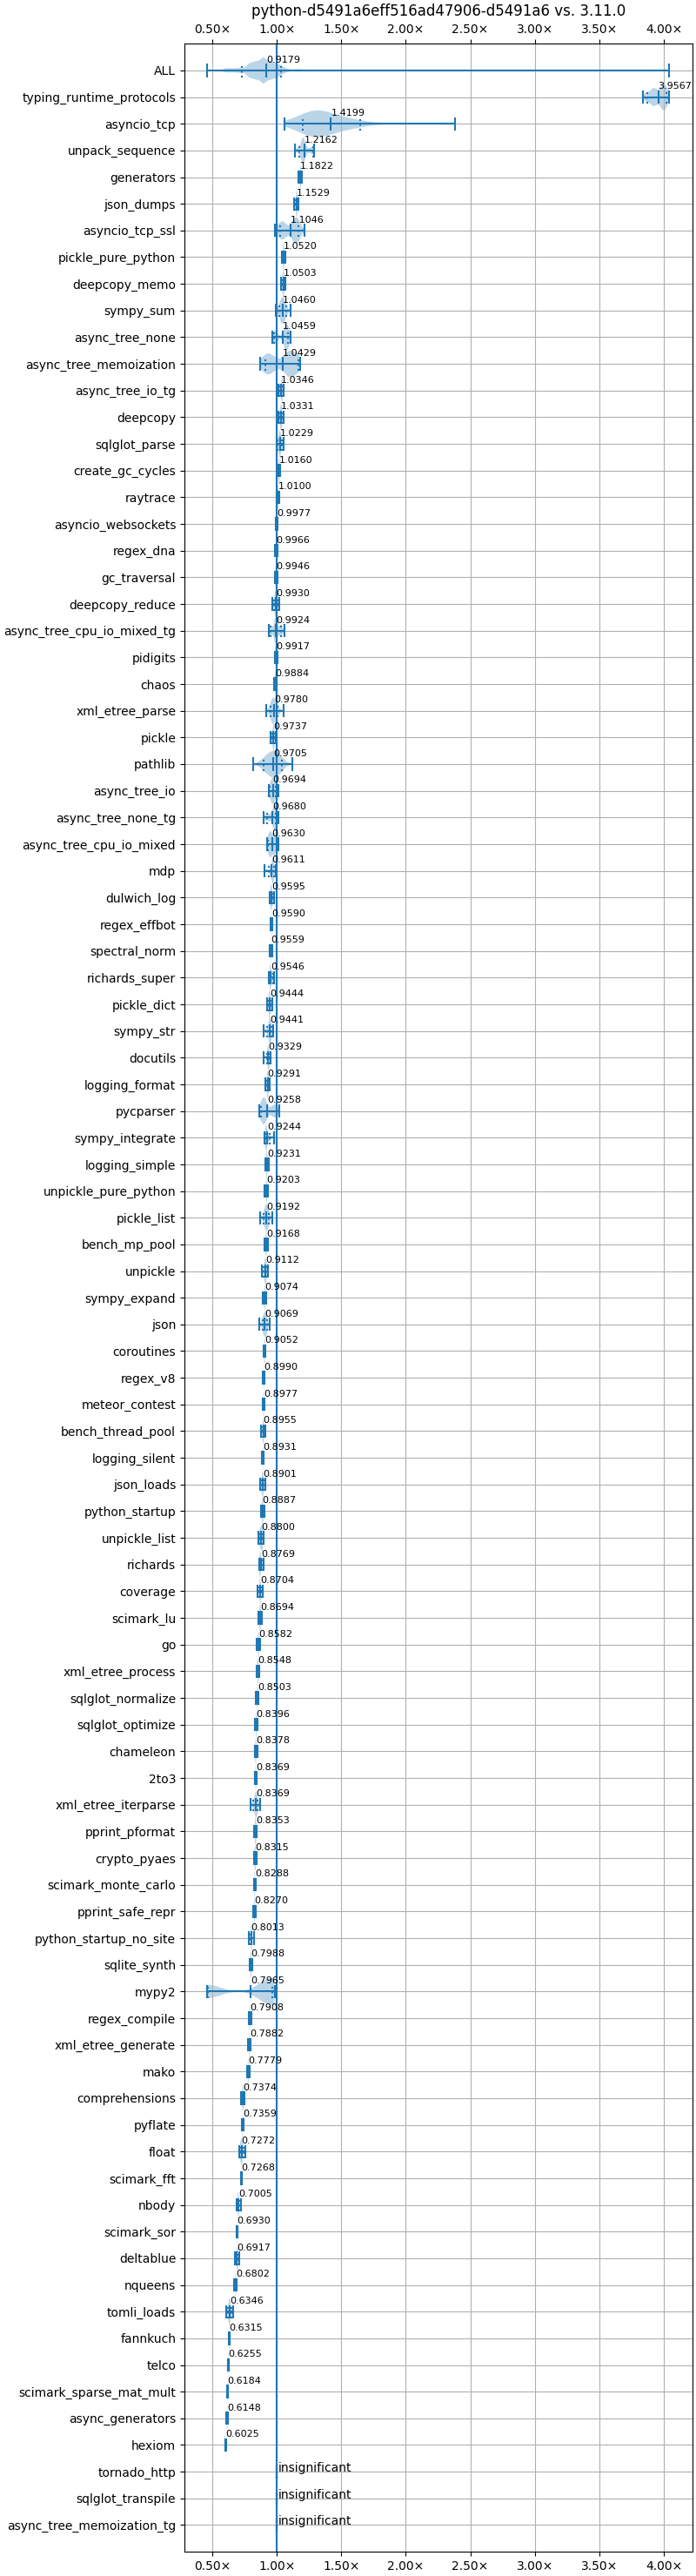 python-d5491a6eff516ad47906-d5491a6 vs. 3.11.0
0.50× 1.00× 1.50× 2.00× 2.50× 3.00× 3.50× 4.00×
ALL 0.9179
typing_runtime_protocols 3.9567
asyncio_tcp 1.4199
unpack_sequence 1.2162
generators 1.1822
json_dumps 1.1529
asyncio_tcp_ssl 1.1046
pickle_pure_python 1.0520
deepcopy_memo 1.0503
sympy_sum 1.0460
async_tree_none 1.0459
async_tree_memoization 1.0429
async_tree_io_tg 1.0346
deepcopy 1.0331
sqlglot_parse 1.0229
create_gc_cycles 1.0160
raytrace 1.0100
asyncio_websockets 0.9977
regex_dna 0.9966
gc_traversal 0.9946
deepcopy_reduce 0.9930
async_tree_cpu_io_mixed_tg 0.9924
pidigits 0.9917
chaos 0.9884
xml_etree_parse 0.9780
pickle 0.9737
pathlib 0.9705
async_tree_io 0.9694
async_tree_none_tg 0.9680
async_tree_cpu_io_mixed 0.9630
mdp 0.9611
dulwich_log 0.9595
regex_effbot 0.9590
spectral_norm 0.9559
richards_super 0.9546
pickle_dict 0.9444
sympy_str 0.9441
docutils 0.9329
logging_format 0.9291
pycparser 0.9258
sympy_integrate 0.9244
logging_simple 0.9231
unpickle_pure_python 0.9203
pickle_list 0.9192
bench_mp_pool 0.9168
unpickle 0.9112
sympy_expand 0.9074
json 0.9069
coroutines 0.9052
regex_v8 0.8990
meteor_contest 0.8977
bench_thread_pool 0.8955
logging_silent 0.8931
json_loads 0.8901
python_startup 0.8887
unpickle_list 0.8800
richards 0.8769
coverage 0.8704
scimark_lu 0.8694
go 0.8582
xml_etree_process 0.8548
sqlglot_normalize 0.8503
sqlglot_optimize 0.8396
chameleon 0.8378
2to3 0.8369
xml_etree_iterparse 0.8369
pprint_pformat 0.8353
crypto_pyaes 0.8315
scimark_monte_carlo 0.8288
pprint_safe_repr 0.8270
python_startup_no_site 0.8013
sqlite_synth 0.7988
mypy2 0.7965
regex_compile 0.7908
xml_etree_generate 0.7882
mako 0.7779
comprehensions 0.7374
pyflate 0.7359
float 0.7272
scimark_fft 0.7268
nbody 0.7005
scimark_sor 0.6930
deltablue 0.6917
nqueens 0.6802
tomli_loads 0.6346
fannkuch 0.6315
telco 0.6255
scimark_sparse_mat_mult 0.6184
async_generators 0.6148
hexiom 0.6025
tornado_http insignificant
sqlglot_transpile insignificant
async_tree_memoization_tg insignificant
0.50× 1.00× 1.50× 2.00× 2.50× 3.00× 3.50× 4.00×